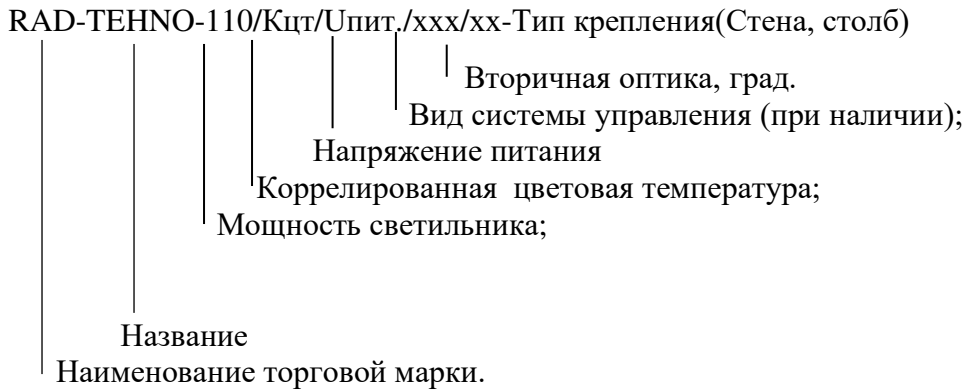 RAD-TEHNO-110/Кцт/Uпит./xxx/xx-Тип крепления(Стена, столб)
Вторичная оптика, град.
Вид системы управления (при наличии);
Напряжение питания
Коррелированная цветовая температура;
Мощность светильника;
Название
Наименование торговой марки.